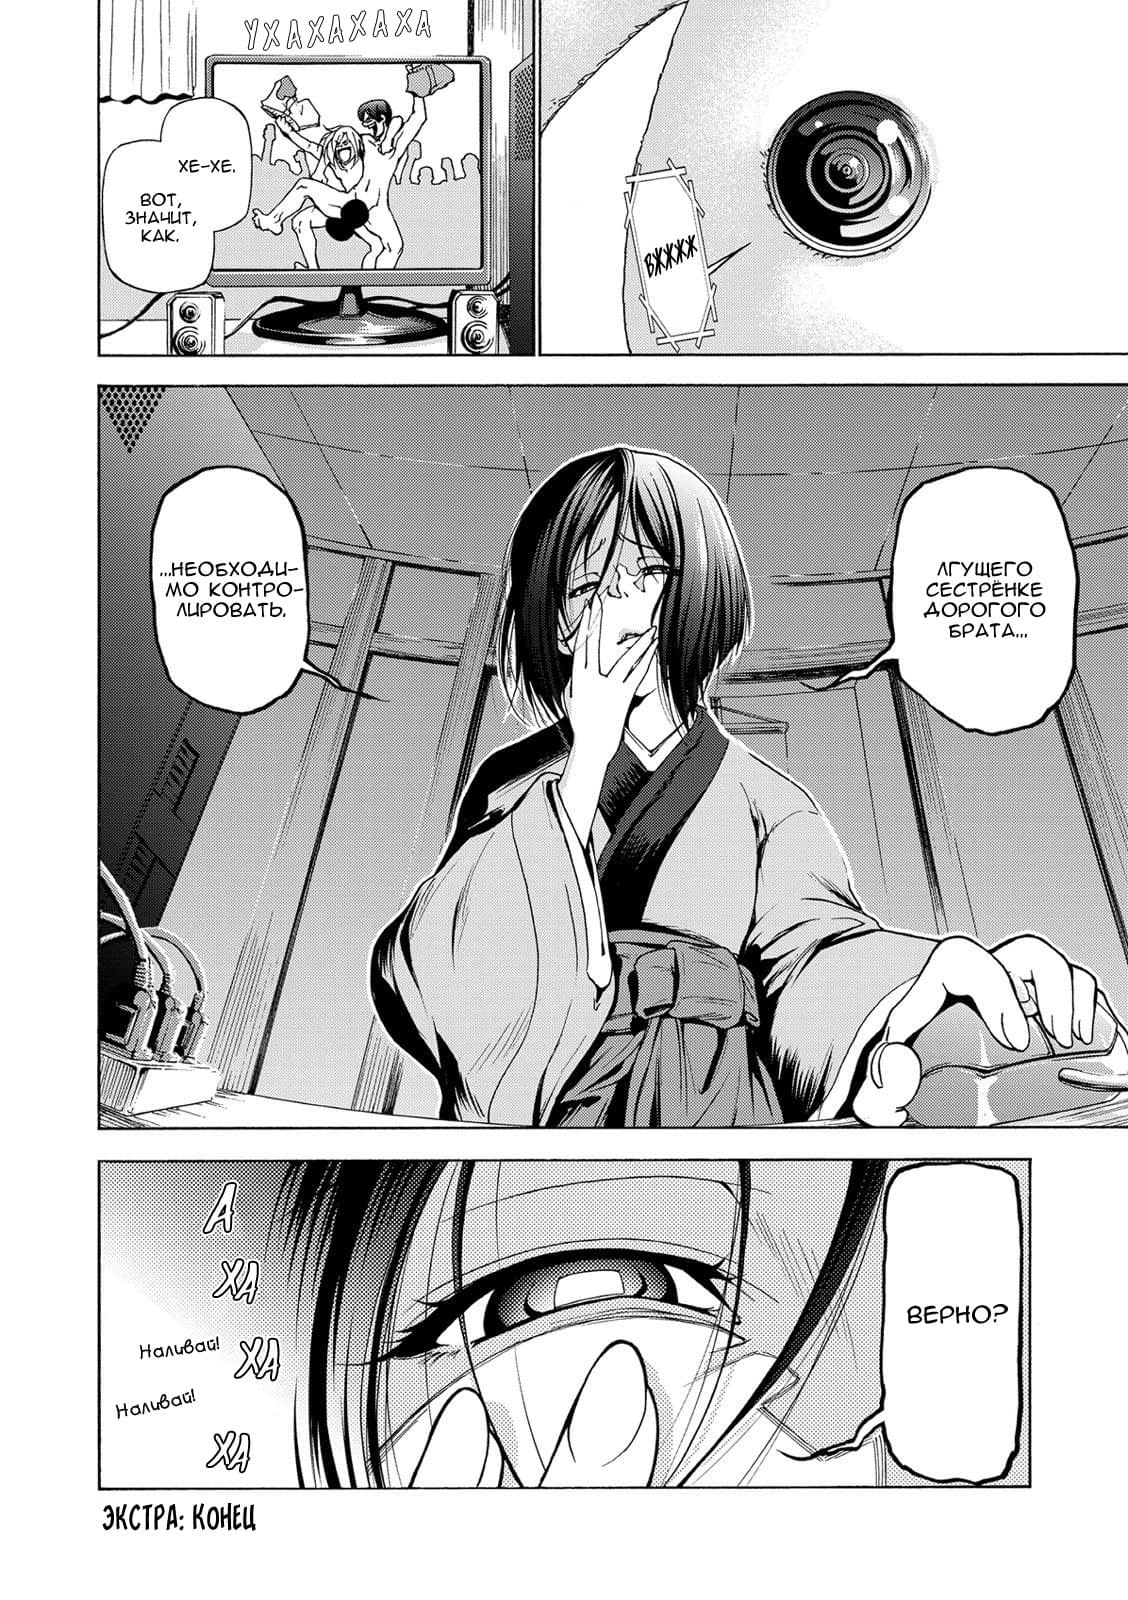 ВЖЖЖ
УХАХАХАХА
ХЕ-ХЕ.
ВОТ,
ЗНАЧИТ,
КАК.
ЛГУЩЕГО
СЕСТРЁНКЕ
ДОРОГОГО
БРАТА...
...НЕОБХОДИ-
МО КОНТРО-
ЛИРОВАТЬ.
ВЕРНО?
А
ХА
ХА
ХА
Наливай!
Наливай!
ЭКСТРА: КОНЕЦ